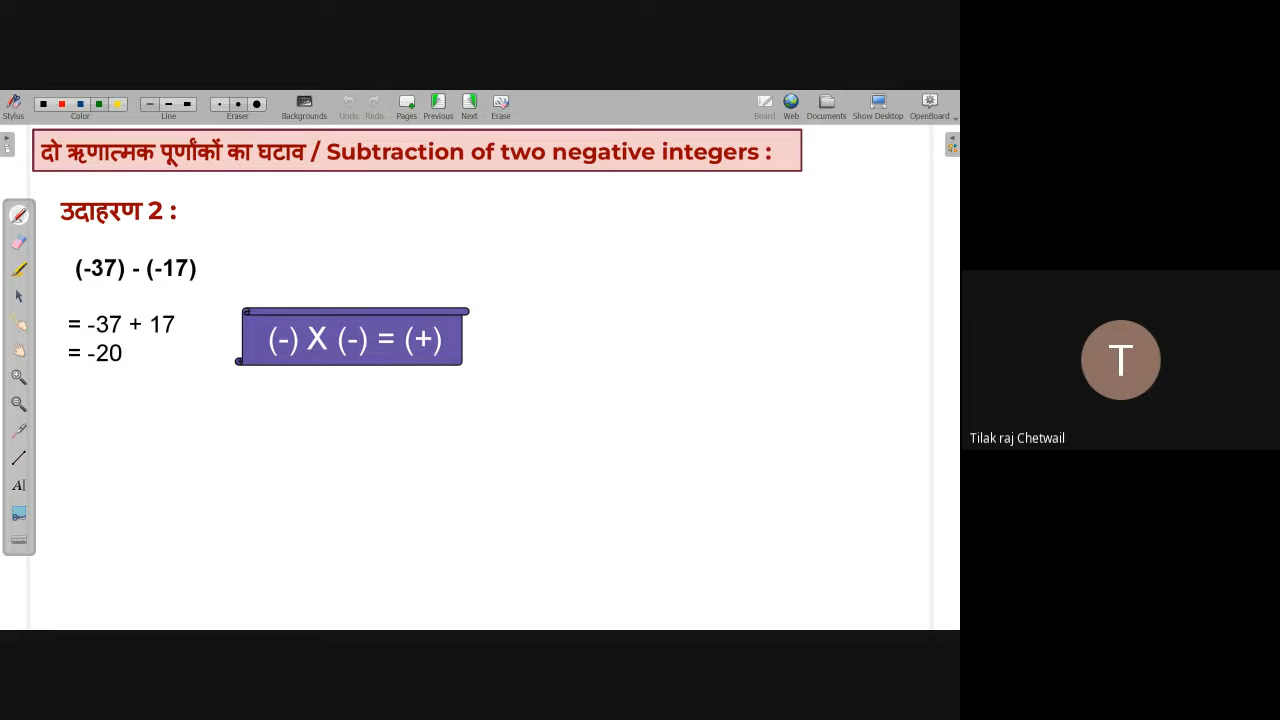 Stylus Color Line Eraser Backgrounds Undo Redo Pages Previous Next Erase Board Web Documents Show Desktop OpenBoard
दो ऋणात्मक पूर्णांकों का घटाव / Subtraction of two negative integers :
उदाहरण 2 :
(-37) - (-17)
= -37 + 17
(-) X (-) = (+)
= -20
T
Tilak raj Chetwail